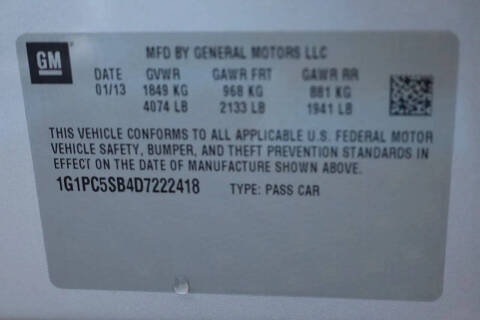 GM
MFD BY GENERAL MOTORS LLC
DATE GVWR GAWR FRT GAWR RR
01/13 1849 KG 968 KG 881 KG
4074 LB 2133 LB 1941 LB
THIS VEHICLE CONFORMS TO ALL APPLICABLE U.S. FEDERAL MOTOR
VEHICLE SAFETY, BUMPER, AND THEFT PREVENTION STANDARDS IN
EFFECT ON THE DATE OF MANUFACTURE SHOWN ABOVE.
1G1PC5SB4D7222418 TYPE: PASS CAR